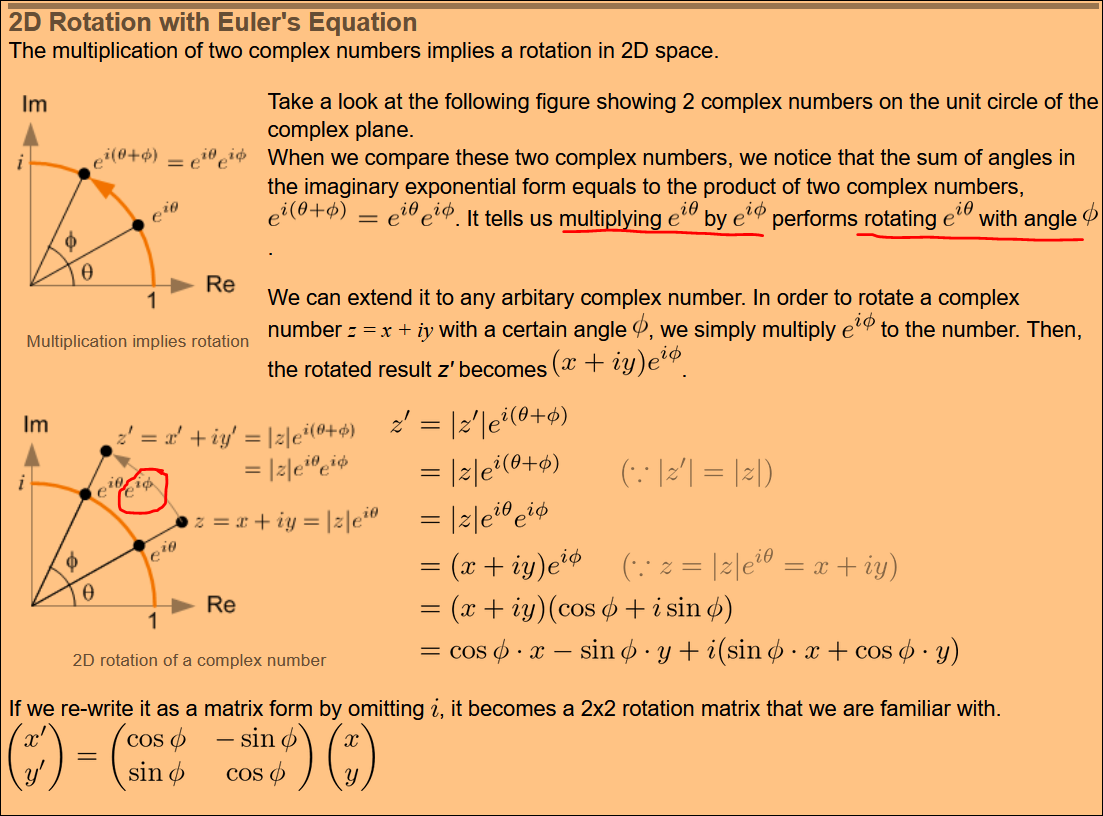 2D Rotation with Euler's Equation
The multiplication of two complex numbers implies a rotation in 2D space.
Im
i
e^{i(θ+ϕ)} = e^{iθ}e^{iϕ}
e^{iθ}
ϕ
θ
Re
1
Multiplication implies rotation
Take a look at the following figure showing 2 complex numbers on the unit circle of the
complex plane.
When we compare these two complex numbers, we notice that the sum of angles in
the imaginary exponential form equals to the product of two complex numbers,
e^{i(θ+ϕ)} = e^{iθ}e^{iϕ}. It tells us multiplying e^{iθ} by e^{iϕ} performs rotating e^{iθ} with angle ϕ
.
We can extend it to any arbitary complex number. In order to rotate a complex
number z = x + iy with a certain angle ϕ, we simply multiply e^{iϕ} to the number. Then,
the rotated result z' becomes (x + iy)e^{iϕ}.
Im
z′ = x′ + iy′ = |z|e^{i(θ+ϕ)}
= |z|e^{iθ}e^{iϕ}
i
e^{iθ}e^{iϕ}
z = x + iy = |z|e^{iθ}
e^{iθ}
ϕ
θ
Re
1
2D rotation of a complex number
z′ = |z′|e^{i(θ+ϕ)}
= |z|e^{i(θ+ϕ)} (∵ |z′| = |z|)
= |z|e^{iθ}e^{iϕ}
= (x + iy)e^{iϕ} (∵ z = |z|e^{iθ} = x + iy)
= (x + iy)(cos ϕ + i sin ϕ)
= cos ϕ · x − sin ϕ · y + i(sin ϕ · x + cos ϕ · y)
If we re-write it as a matrix form by omitting i, it becomes a 2x2 rotation matrix that we are familiar with.
(x′) = (cos ϕ − sin ϕ) (x)
(y′) (sin ϕ cos ϕ) (y)